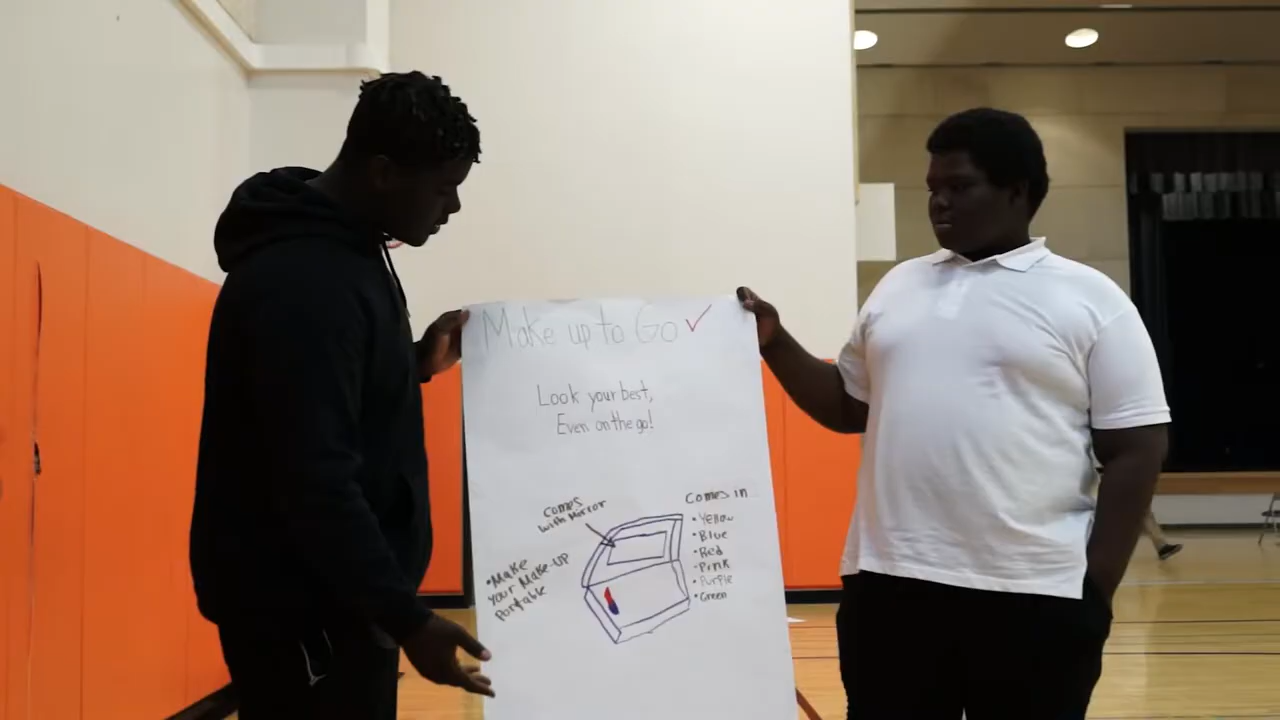 Make up to Go ✓
Look your best,
Even on the go!
Comes
with Mirror
• Make
your Make-up
Portable
Comes in...
• Yellow
• Blue
• Red
• Pink
• Purple
• Green